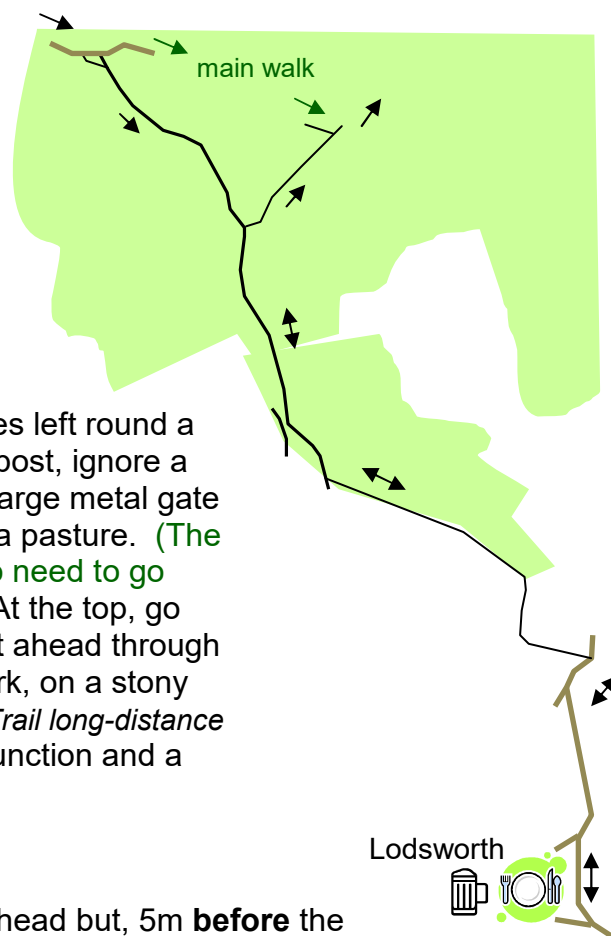 main walk
es left round a
post, ignore a
arge metal gate
a pasture. (The
need to go
At the top, go
t ahead through
rk, on a stony
Trail long-distance
unction and a
Lodsworth
head but, 5m before the